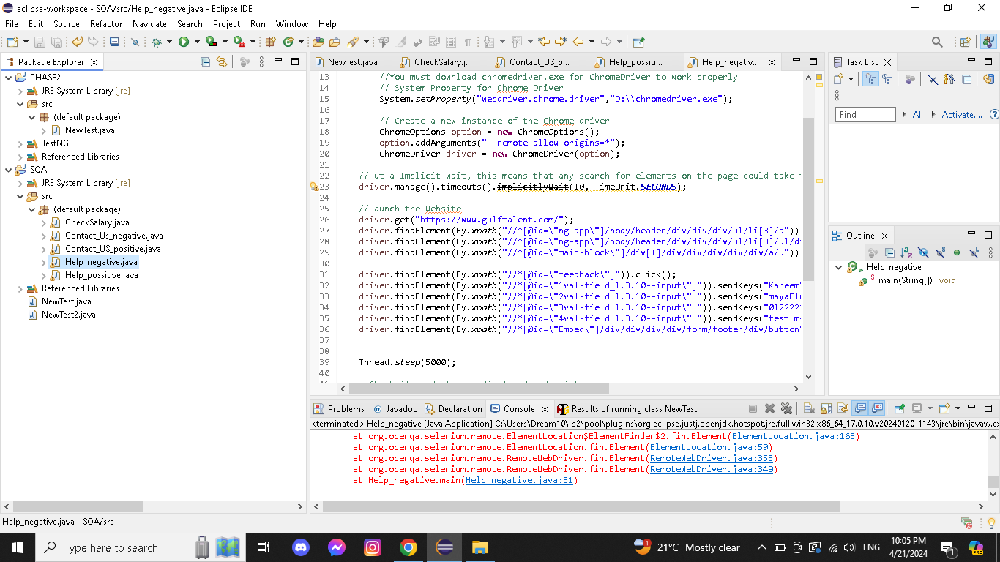 eclipse-workspace - SQA/src/Help_negative.java - Eclipse IDE
File Edit Source Refactor Navigate Search Project Run Window Help
Package Explorer
PHASE2
JRE System Library [jre]
src
(default package)
NewTest.java
TestNG
Referenced Libraries
SQA
JRE System Library [jre]
src
(default package)
CheckSalary.java
Contact_Us_negative.java
Contact_US_positive.java
Help_negative.java
Help_possitive.java
Referenced Libraries
NewTest.java
NewTest2.java
NewTest.java CheckSalary.j... Contact_US_p... Help_possiti... Help_negativ...
13 //You must download chromedriver.exe for ChromeDriver to work properly
14 // System Property for Chrome Driver
15 System.setProperty("webdriver.chrome.driver","D:\\chromedriver.exe");
16
17 // Create a new instance of the Chrome driver
18 ChromeOptions option = new ChromeOptions();
19 option.addArguments("--remote-allow-origins=*");
20 ChromeDriver driver = new ChromeDriver(option);
21
22 //Put a Implicit wait, this means that any search for elements on the page could take
23 driver.manage().timeouts().implicitlyWait(10, TimeUnit.SECONDS);
24
25 //Launch the Website
26 driver.get("https://www.gulftalent.com/");
27 driver.findElement(By.xpath("//*[@id=\"ng-app\"]/body/header/div/div/div/ul/li[3]/a"))
28 driver.findElement(By.xpath("//*[@id=\"ng-app\"]/body/header/div/div/div/ul/li[3]/ul/di
29 driver.findElement(By.xpath("//*[@id=\"main-block\"]/div[1]/div/div/div/div/div/a/u"))
30
31 driver.findElement(By.xpath("//*[@id=\"feedback\"]")).click();
32 driver.findElement(By.xpath("//*[@id=\"1val-field_1.3.10--input\"]")).sendKeys("Kareem"
33 driver.findElement(By.xpath("//*[@id=\"2val-field_1.3.10--input\"]")).sendKeys("mayaEl
34 driver.findElement(By.xpath("//*[@id=\"3val-field_1.3.10--input\"]")).sendKeys("012222
35 driver.findElement(By.xpath("//*[@id=\"4val-field_1.3.10--input\"]")).sendKeys("test m
36 driver.findElement(By.xpath("//*[@id=\"Embed\"]/div/div/div/div/form/footer/div/button"
37
38
39 Thread.sleep(5000);
40
Task List
Find All Activate....
Outline
Help_negative
main(String[]) : void
Problems Javadoc Declaration Console Results of running class NewTest
<terminated> Help_negative [Java Application] C:\Users\Dream10\.p2\pool\plugins\org.eclipse.justj.openjdk.hotspot.jre.full.win32.x86_64_17.0.10.v20240120-1143\jre\bin\javaw.ex
at org.openqa.selenium.remote.ElementLocation$ElementFinder$2.findElement(ElementLocation.java:165)
at org.openqa.selenium.remote.ElementLocation.findElement(ElementLocation.java:59)
at org.openqa.selenium.remote.RemoteWebDriver.findElement(RemoteWebDriver.java:355)
at org.openqa.selenium.remote.RemoteWebDriver.findElement(RemoteWebDriver.java:349)
at Help_negative.main(Help_negative.java:31)
Help_negative.java - SQA/src
Type here to search
21°C Mostly clear
ENG
10:05 PM
4/21/2024
1